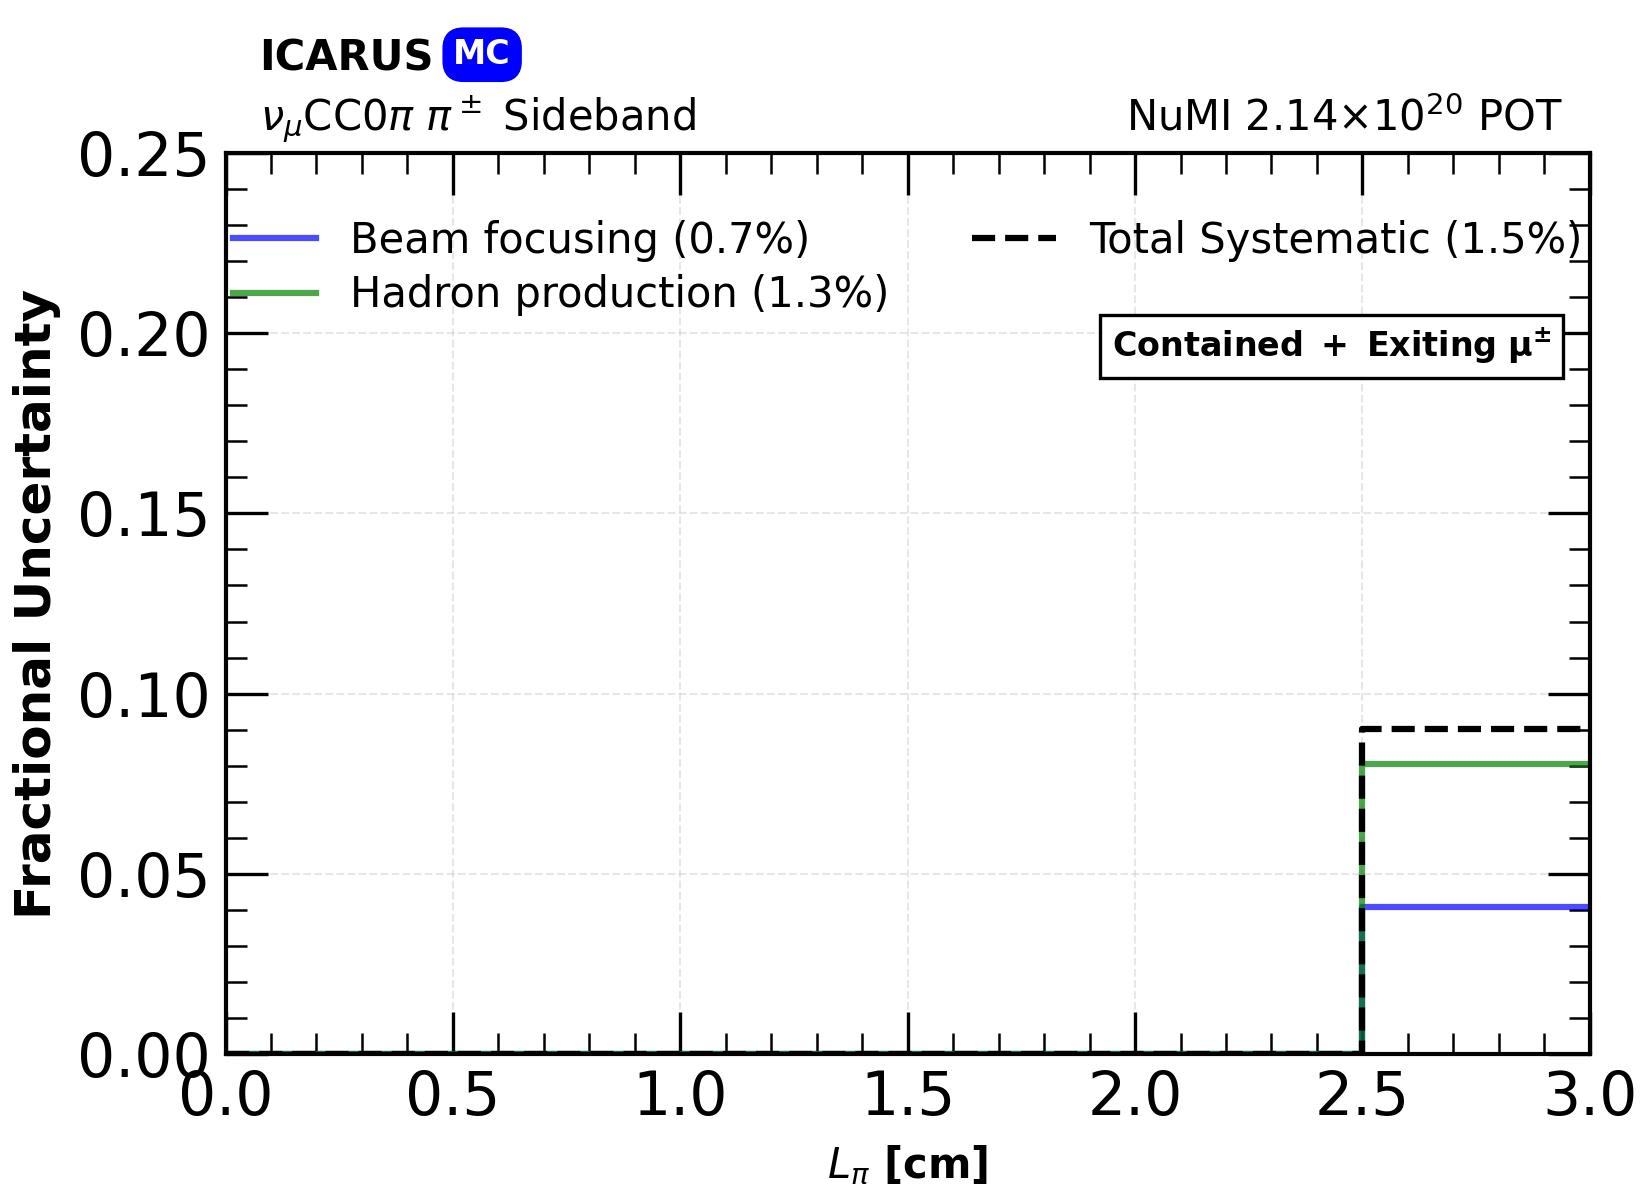 ICARUS MC
νμCC0π π± Sideband
NuMI 2.14×10²⁰ POT
Beam focusing (0.7%)
Hadron production (1.3%)
Total Systematic (1.5%)
Contained + Exiting μ±
Fractional Uncertainty
0.25
0.20
0.15
0.10
0.05
0.00
0.0 0.5 1.0 1.5 2.0 2.5 3.0
Lπ [cm]